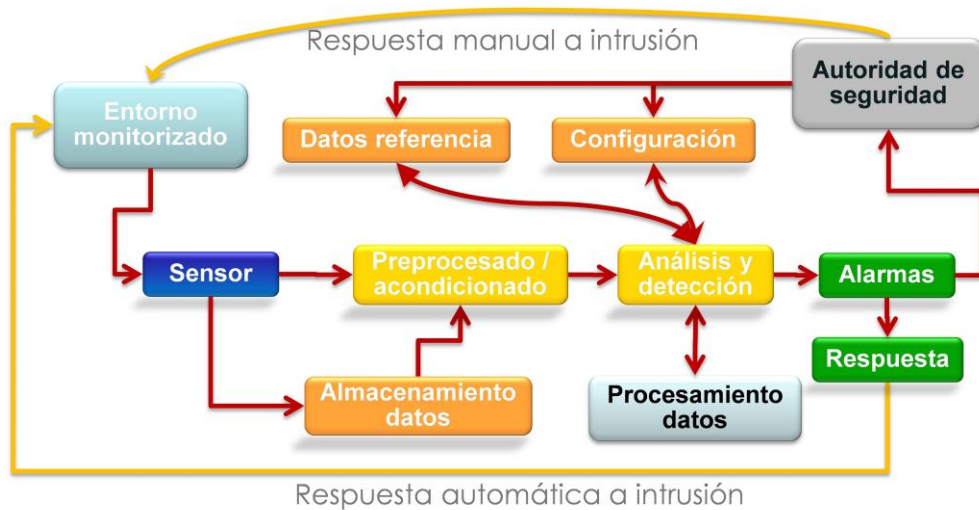 Respuesta manual a intrusión
Autoridad de
seguridad
Entorno
monitorizado
Datos referencia
Configuración
Sensor
Preprocesado /
acondicionado
Análisis y
detección
Alarmas
Respuesta
Almacenamiento
datos
Procesamiento
datos
Respuesta automática a intrusión